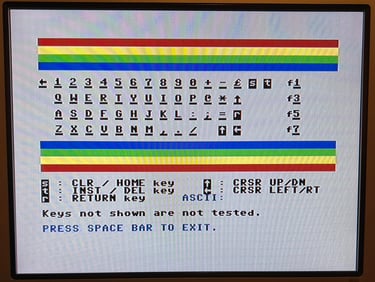 ← 1 2 3 4 5 6 7 8 9 0 + - £ s t f1
Q W E R T Y U I O P @ * ↑ f3
A S D F G H J K L : ; = r f5
Z X C V B N M , . / ↑ ← f7
s : CLR / HOME key ↑ : CRSR UP/DN
t : INST / DEL key ← : CRSR LEFT/RT
r : RETURN key ASCII:
Keys not shown are not tested.
PRESS SPACE BAR TO EXIT.